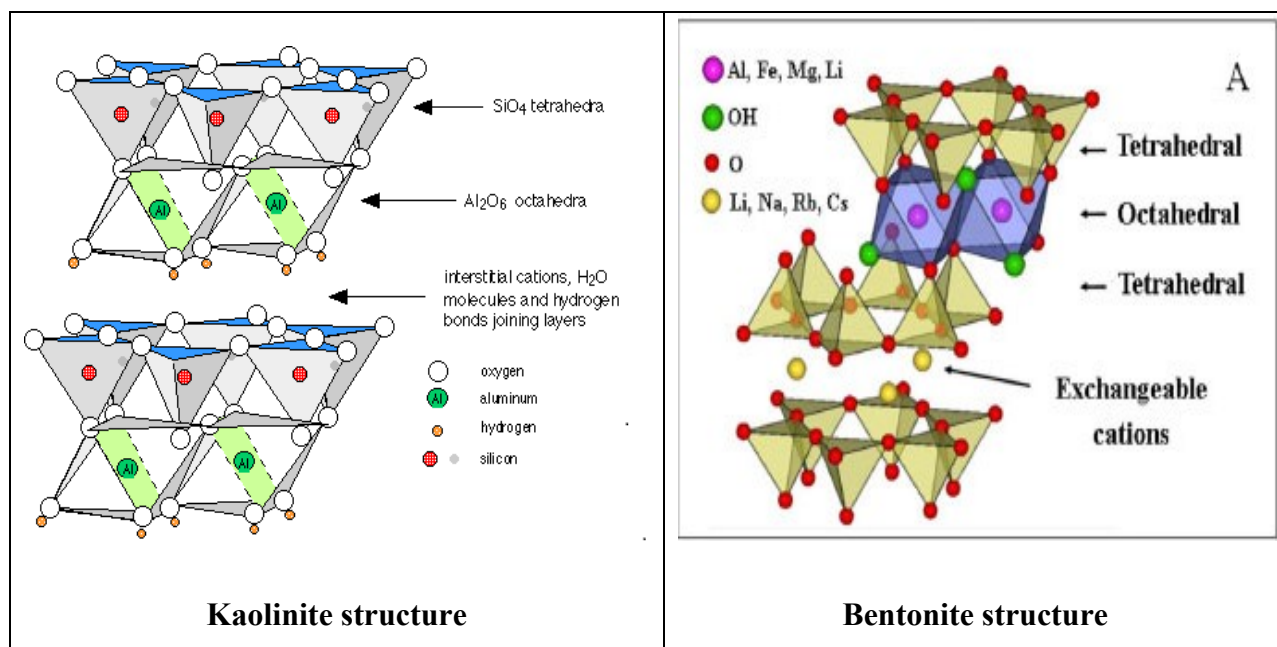 SiO4 tetrahedra
Al2O6 octahedra
interstitial cations, H2O
molecules and hydrogen
bonds joining layers
Al
Al
oxygen
Al
aluminum
hydrogen
silicon
Al
Al
Kaolinite structure
A
Al, Fe, Mg, Li
OH
O
Li, Na, Rb, Cs
Tetrahedral
Octahedral
Tetrahedral
Exchangeable
cations
Bentonite structure